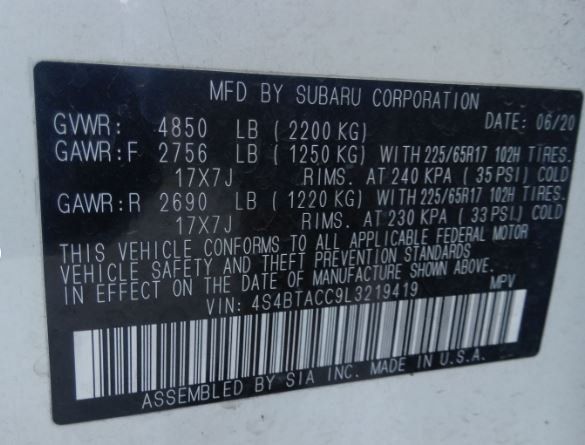 MFD BY SUBARU CORPORATION
GVWR: 4850 LB (2200 KG) DATE: 06/20
GAWR:F 2756 LB (1250 KG) WITH 225/65R17 102H TIRES.
17X7J RIMS. AT 240 KPA (35 PSI) COLD
GAWR:R 2690 LB (1220 KG) WITH 225/65R17 102H TIRES.
17X7J RIMS. AT 230 KPA (33 PSI) COLD
THIS VEHICLE CONFORMS TO ALL APPLICABLE FEDERAL MOTOR
VEHICLE SAFETY AND THEFT PREVENTION STANDARDS
IN EFFECT ON THE DATE OF MANUFACTURE SHOWN ABOVE.
VIN: 4S4BTACC9L3219419 MPV
ASSEMBLED BY SIA INC. MADE IN U.S.A.